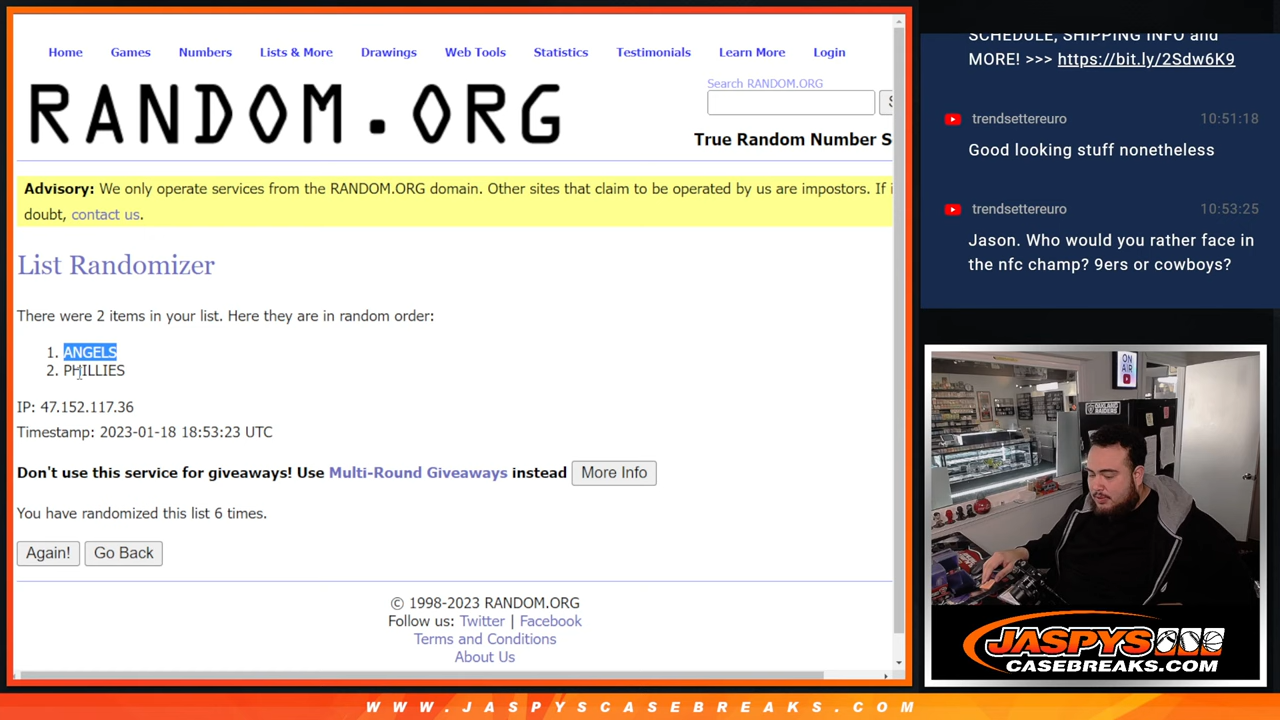 Home Games Numbers Lists & More Drawings Web Tools Statistics Testimonials Learn More Login
RANDOM.ORG
Search RANDOM.ORG
True Random Number S
Advisory: We only operate services from the RANDOM.ORG domain. Other sites that claim to be operated by us are impostors. If i
doubt, contact us.
List Randomizer
There were 2 items in your list. Here they are in random order:
1. ANGELS
2. PHILLIES
IP: 47.152.117.36
Timestamp: 2023-01-18 18:53:23 UTC
Don't use this service for giveaways! Use Multi-Round Giveaways instead More Info
You have randomized this list 6 times.
Again! Go Back
© 1998-2023 RANDOM.ORG
Follow us: Twitter | Facebook
Terms and Conditions
About Us
SCHEDULE, SHIPPING INFO and
MORE! >>> https://bit.ly/2Sdw6K9
trendsettereuro 10:51:18
Good looking stuff nonetheless
trendsettereuro 10:53:25
Jason. Who would you rather face in
the nfc champ? 9ers or cowboys?
ON
AIR
OAKLAND
RAIDERS
JASPYS
CASEBREAKS.COM
WWW.JASPYSCASEBREAKS.COM